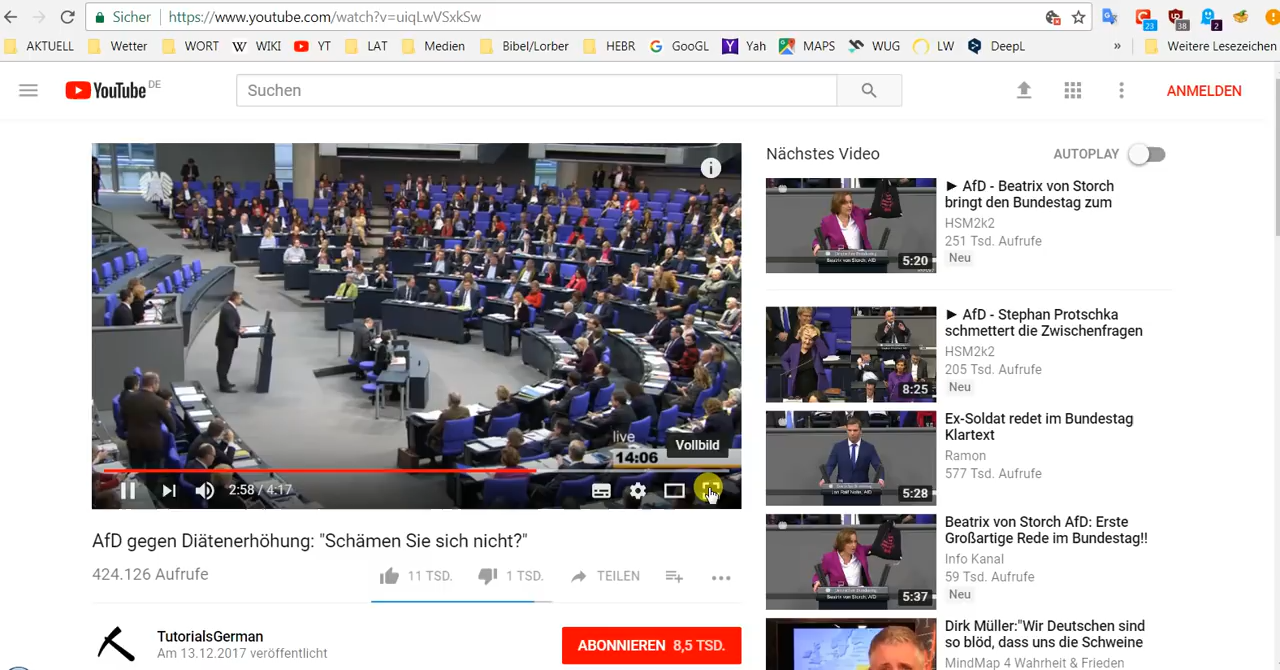 Sicher https://www.youtube.com/watch?v=uiqLwVSxkSw
23 38 2
AKTUELL Wetter WORT WIKI YT LAT Medien Bibel/Lorber HEBR GooGL Yah MAPS WUG LW DeepL » Weitere Lesezeichen
YouTube DE Suchen ANMELDEN
Nächstes Video AUTOPLAY
► AfD - Beatrix von Storch
bringt den Bundestag zum
HSM2k2
251 Tsd. Aufrufe
Neu
5:20
► AfD - Stephan Protschka
schmettert die Zwischenfragen
HSM2k2
205 Tsd. Aufrufe
Neu
8:25
Ex-Soldat redet im Bundestag
Klartext
Ramon
577 Tsd. Aufrufe
5:28
Beatrix von Storch AfD: Erste
Großartige Rede im Bundestag!!
Info Kanal
59 Tsd. Aufrufe
Neu
5:37
Dirk Müller:"Wir Deutschen sind
so blöd, dass uns die Schweine
MindMap 4 Wahrheit & Frieden
live
14:06
Vollbild
2:58 / 4:17
AfD gegen Diätenerhöhung: "Schämen Sie sich nicht?"
424.126 Aufrufe
11 TSD. 1 TSD. TEILEN
TutorialsGerman
Am 13.12.2017 veröffentlicht
ABONNIEREN 8,5 TSD.